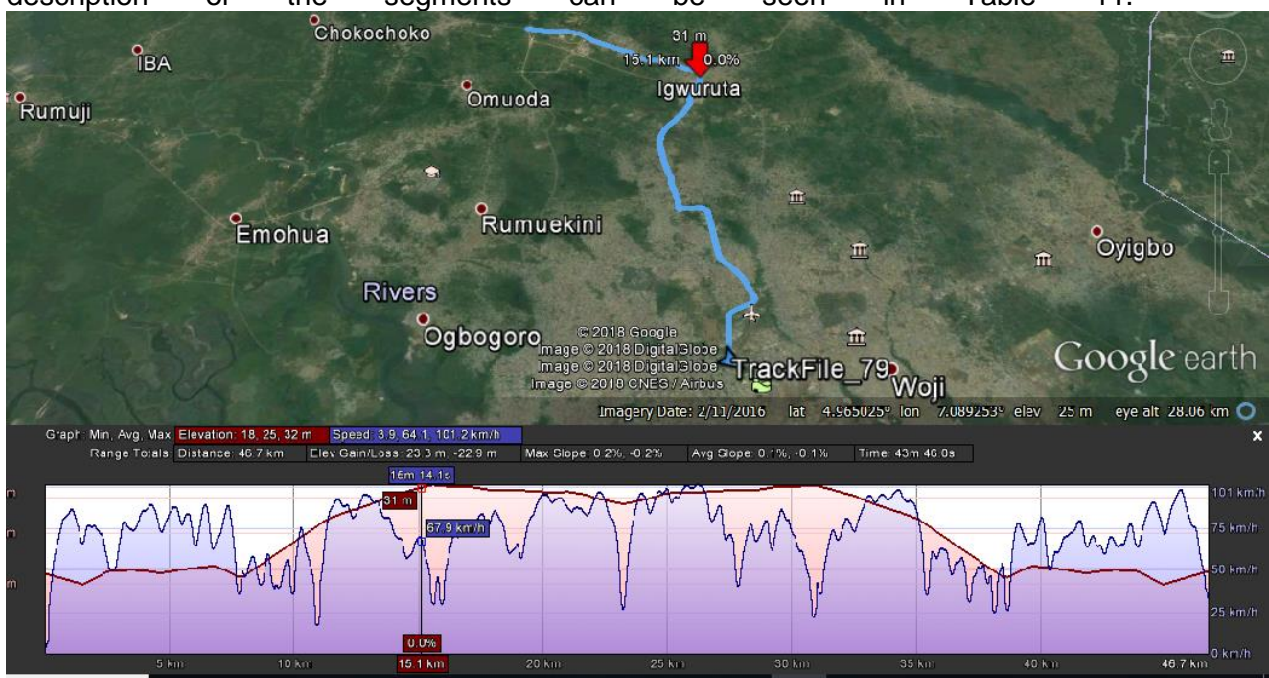 description of the segments can be seen in Table 11.
Chokochoko
31 m
IBA
15.1 km 0.0%
Igwuruta
Omuoda
Rumuji
Rumuekini
Emohua
Oyigbo
Rivers
Ogbogoro
© 2018 Google
Image © 2018 DigitalGlobe
Image © 2018 DigitalGlobe
Image © 2018 CNES / Airbus
TrackFile_79
Woji
Google earth
Imagery Date: 2/11/2016 lat 4.965025° lon 7.089253° elev 25 m eye alt 28.06 km
Graph: Min, Avg, Max Elevation: 18, 25, 32 m Speed: 3.9, 64.1, 101.2 km/h x
Range Totals: Distance: 46.7 km Elev Gain/Loss: 23.3 m, -22.9 m Max Slope: 0.2%, -0.2% Avg Slope: 0.1%, -0.1% Time: 43m 46.0s
16m 14.1s
m
31 m
101 km/h
67.9 km/h
75 km/h
m
50 km/h
m
25 km/h
0.0%
0 km/h
5 km 10 km 15.1 km 20 km 25 km 30 km 35 km 40 km 46.7 km